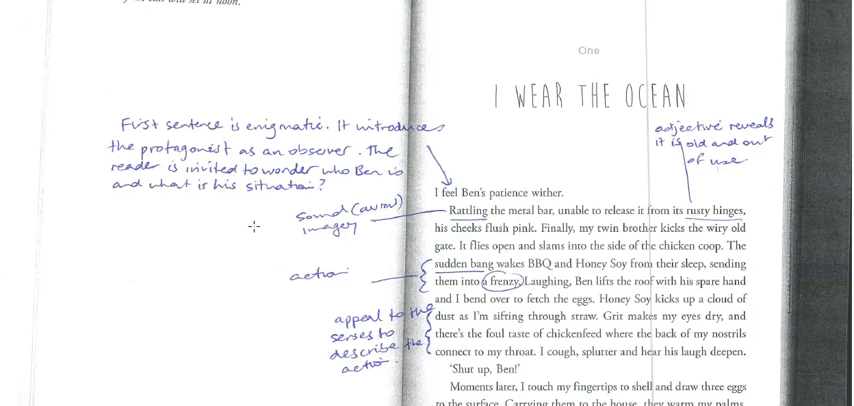 One
I WEAR THE OCEAN
First sentence is enigmatic. It introduces
the protagonist as an observer. The
reader is invited to wonder who Ben is
and what is his situation?
adjective reveals
it is old and out
of use
I feel Ben's patience wither.
sound (aural)
imagery
Rattling the metal bar, unable to release it from its rusty hinges,
his cheeks flush pink. Finally, my twin brother kicks the wiry old
gate. It flies open and slams into the side of the chicken coop. The
action
sudden bang wakes BBQ and Honey Soy from their sleep, sending
them into a frenzy. Laughing, Ben lifts the roof with his spare hand
and I bend over to fetch the eggs. Honey Soy kicks up a cloud of
appeal to the
serses to
describe the
action
dust as I'm sifting through straw. Grit makes my eyes dry, and
there's the foul taste of chickenfeed where the back of my nostrils
connect to my throat. I cough, splutter and hear his laugh deepen.
'Shut up, Ben!'
Moments later, I touch my fingertips to shell and draw three eggs
to the surface. Carrying them to the house, they warm my palms.